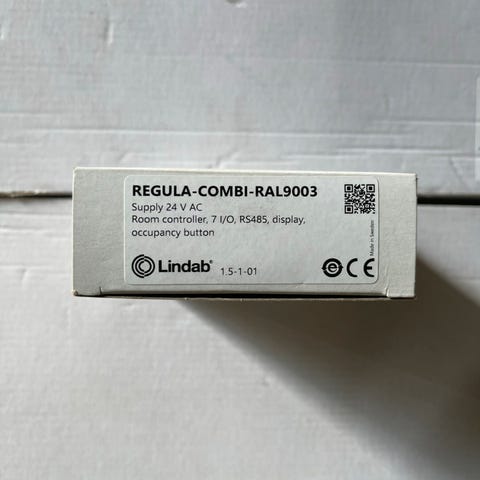 REGULA-COMBI-RAL9003
Supply 24 V AC
Room controller, 7 I/O, RS485, display,
occupancy button
Made in Sweden
Lindab®
1.5-1-01
CE